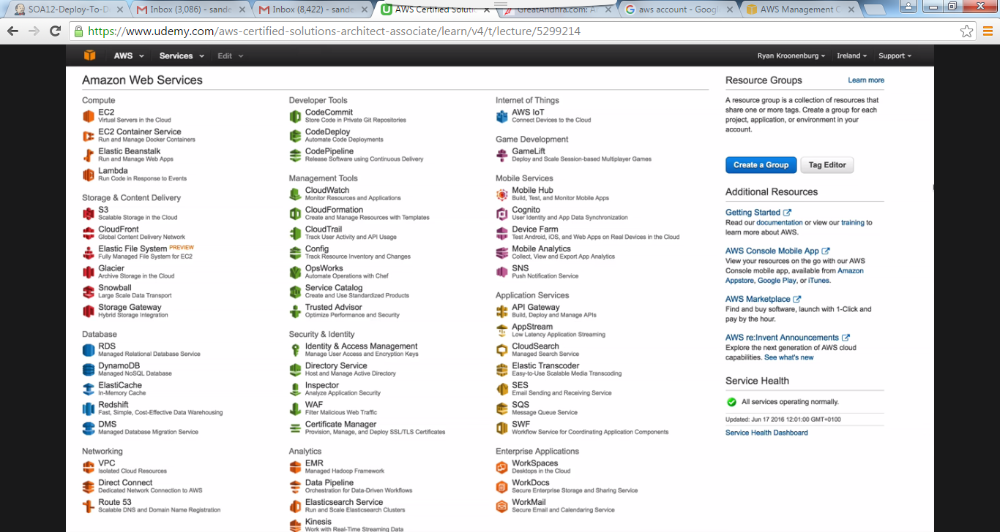 SOA12-Deploy-To-D
Inbox (3,086) - sande
Inbox (8,422) - sande
AWS Certified Solutio
GreatAndhra.com: A
aws account - Googl
AWS Management C
https://www.udemy.com/aws-certified-solutions-architect-associate/learn/v4/t/lecture/5299214
AWS Services Edit Ryan Kroonenburg Ireland Support
Amazon Web Services
Compute
EC2
Virtual Servers in the Cloud
EC2 Container Service
Run and Manage Docker Containers
Elastic Beanstalk
Run and Manage Web Apps
Lambda
Run Code in Response to Events
Storage & Content Delivery
S3
Scalable Storage in the Cloud
CloudFront
Global Content Delivery Network
Elastic File System PREVIEW
Fully Managed File System for EC2
Glacier
Archive Storage in the Cloud
Snowball
Large Scale Data Transport
Storage Gateway
Hybrid Storage Integration
Database
RDS
Managed Relational Database Service
DynamoDB
Managed NoSQL Database
ElastiCache
In-Memory Cache
Redshift
Fast, Simple, Cost-Effective Data Warehousing
DMS
Managed Database Migration Service
Networking
VPC
Isolated Cloud Resources
Direct Connect
Dedicated Network Connection to AWS
Route 53
Scalable DNS and Domain Name Registration
Developer Tools
CodeCommit
Store Code in Private Git Repositories
CodeDeploy
Automate Code Deployments
CodePipeline
Release Software using Continuous Delivery
Management Tools
CloudWatch
Monitor Resources and Applications
CloudFormation
Create and Manage Resources with Templates
CloudTrail
Track User Activity and API Usage
Config
Track Resource Inventory and Changes
OpsWorks
Automate Operations with Chef
Service Catalog
Create and Use Standardized Products
Trusted Advisor
Optimize Performance and Security
Security & Identity
Identity & Access Management
Manage User Access and Encryption Keys
Directory Service
Host and Manage Active Directory
Inspector
Analyze Application Security
WAF
Filter Malicious Web Traffic
Certificate Manager
Provision, Manage, and Deploy SSL/TLS Certificates
Analytics
EMR
Managed Hadoop Framework
Data Pipeline
Orchestration for Data-Driven Workflows
Elasticsearch Service
Run and Scale Elasticsearch Clusters
Kinesis
Work with Real-Time Streaming Data
Internet of Things
AWS IoT
Connect Devices to the Cloud
Game Development
GameLift
Deploy and Scale Session-based Multiplayer Games
Mobile Services
Mobile Hub
Build, Test, and Monitor Mobile Apps
Cognito
User Identity and App Data Synchronization
Device Farm
Test Android, iOS, and Web Apps on Real Devices in the Cloud
Mobile Analytics
Collect, View and Export App Analytics
SNS
Push Notification Service
Application Services
API Gateway
Build, Deploy and Manage APIs
AppStream
Low Latency Application Streaming
CloudSearch
Managed Search Service
Elastic Transcoder
Easy-to-Use Scalable Media Transcoding
SES
Email Sending and Receiving Service
SQS
Message Queue Service
SWF
Workflow Service for Coordinating Application Components
Enterprise Applications
WorkSpaces
Desktops in the Cloud
WorkDocs
Secure Enterprise Storage and Sharing Service
WorkMail
Secure Email and Calendaring Service
Resource Groups Learn more
A resource group is a collection of resources that
share one or more tags. Create a group for each
project, application, or environment in your
account.
Create a Group Tag Editor
Additional Resources
Getting Started
Read our documentation or view our training to
learn more about AWS.
AWS Console Mobile App
View your resources on the go with our AWS
Console mobile app, available from Amazon
Appstore, Google Play, or iTunes.
AWS Marketplace
Find and buy software, launch with 1-Click and
pay by the hour.
AWS re:Invent Announcements
Explore the next generation of AWS cloud
capabilities. See what's new
Service Health
All services operating normally.
Updated: Jun 17 2016 12:01:00 GMT+0100
Service Health Dashboard